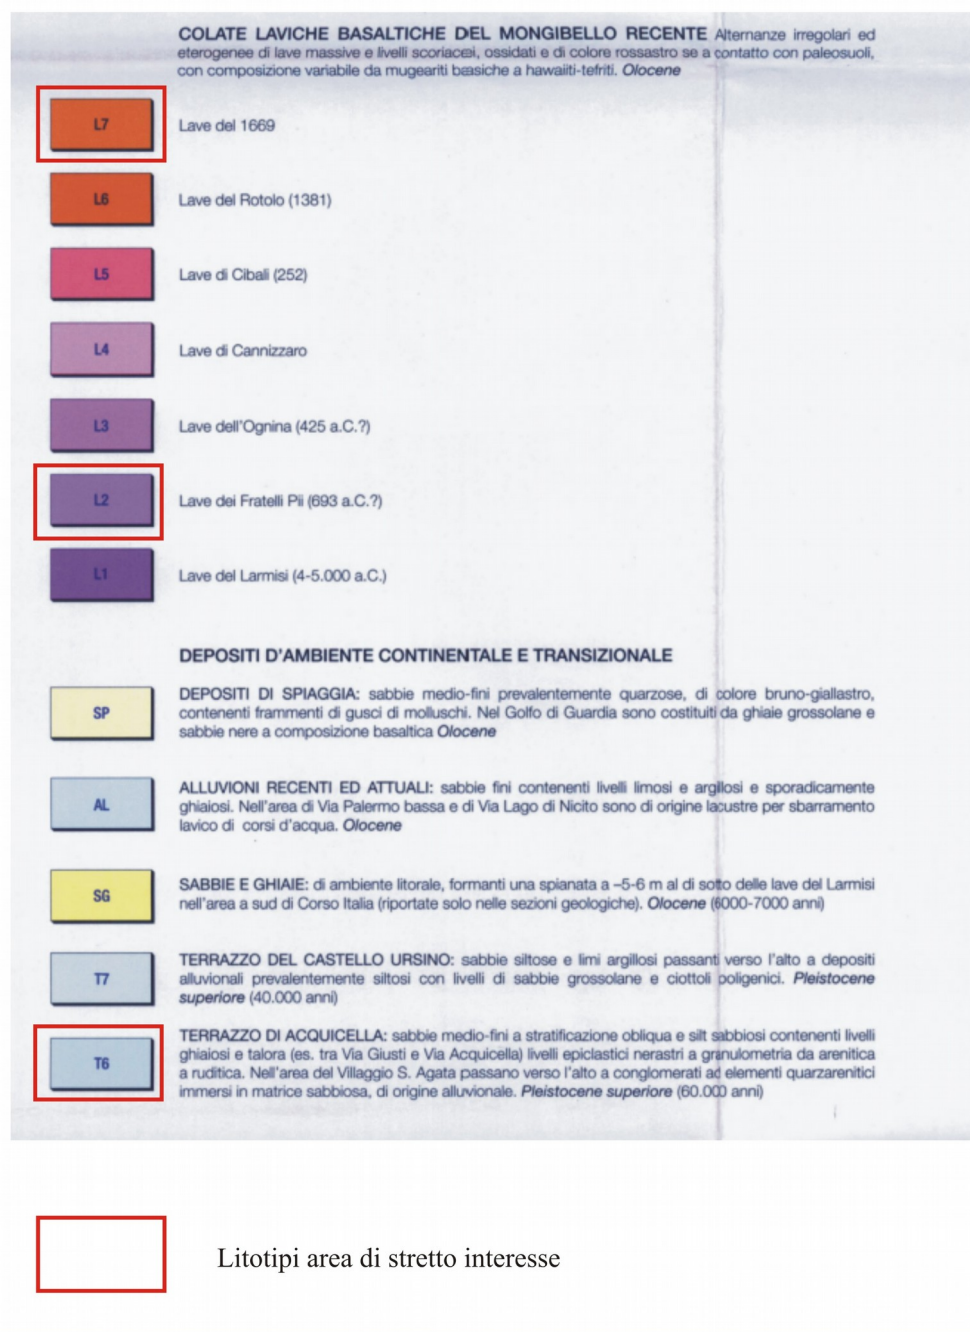 COLATE LAVICHE BASALTICHE DEL MONGIBELLO RECENTE Alternanze irregolari ed
eterogenee di lave massive e livelli scoriacei, ossidati e di colore rossastro se a contatto con paleosuoli,
con composizione variabile da mugeariti basiche a hawaiiti-tefriti. Olocene
L7 Lave del 1669
L6 Lave del Rotolo (1381)
L5 Lave di Cibali (252)
L4 Lave di Cannizzaro
L3 Lave dell'Ognina (425 a.C.?)
L2 Lave dei Fratelli Pii (693 a.C.?)
L1 Lave del Larmisi (4-5.000 a.C.)
DEPOSITI D'AMBIENTE CONTINENTALE E TRANSIZIONALE
DEPOSITI DI SPIAGGIA: sabbie medio-fini prevalentemente quarzose, di colore bruno-giallastro,
SP contenenti frammenti di gusci di molluschi. Nel Golfo di Guardia sono costituiti da ghiaie grossolane e
sabbie nere a composizione basaltica Olocene
ALLUVIONI RECENTI ED ATTUALI: sabbie fini contenenti livelli limosi e argillosi e sporadicamente
AL ghiaiosi. Nell'area di Via Palermo bassa e di Via Lago di Nicito sono di origine lacustre per sbarramento
lavico di corsi d'acqua. Olocene
SABBIE E GHIAIE: di ambiente litorale, formanti una spianata a –5-6 m al di sotto delle lave del Larmisi
SG nell'area a sud di Corso Italia (riportate solo nelle sezioni geologiche). Olocene (6000-7000 anni)
TERRAZZO DEL CASTELLO URSINO: sabbie siltose e limi argillosi passanti verso l'alto a depositi
T7 alluvionali prevalentemente siltosi con livelli di sabbie grossolane e ciottoli poligenici. Pleistocene
superiore (40.000 anni)
TERRAZZO DI ACQUICELLA: sabbie medio-fini a stratificazione obliqua e silt sabbiosi contenenti livelli
ghiaiosi e talora (es. tra Via Giusti e Via Acquicella) livelli epiclastici nerastri a granulometria da arenitica
T6 a ruditica. Nell'area del Villaggio S. Agata passano verso l'alto a conglomerati ad elementi quarzarenitici
immersi in matrice sabbiosa, di origine alluvionale. Pleistocene superiore (60.000 anni)
Litotipi area di stretto interesse